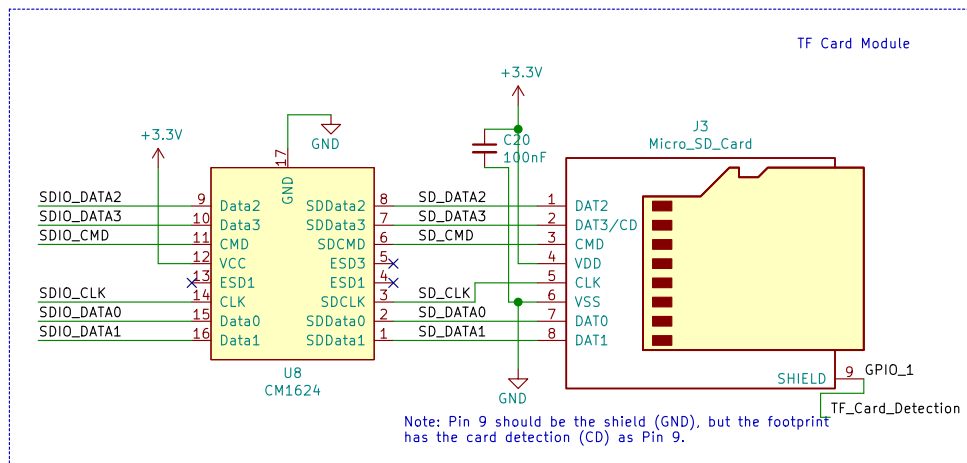 TF Card Module
+3.3V
C20
100nF
J3
Micro_SD_Card
+3.3V
GND
17
GND
SDIO_DATA2 9 Data2 SDData2 8 SD_DATA2 1 DAT2
SDIO_DATA3 10 Data3 SDData3 7 SD_DATA3 2 DAT3/CD
SDIO_CMD 11 CMD SDCMD 6 SD_CMD 3 CMD
12 VCC ESD3 5 4 VDD
13 ESD1 ESD1 4 5 CLK
SDIO_CLK 14 CLK SDCLK 3 SD_CLK 6 VSS
SDIO_DATA0 15 Data0 SDData0 2 SD_DATA0 7 DAT0
SDIO_DATA1 16 Data1 SDData1 1 SD_DATA1 8 DAT1
U8
CM1624
GND
SHIELD 9 GPIO_1
TF_Card_Detection
Note: Pin 9 should be the shield (GND), but the footprint
has the card detection (CD) as Pin 9.